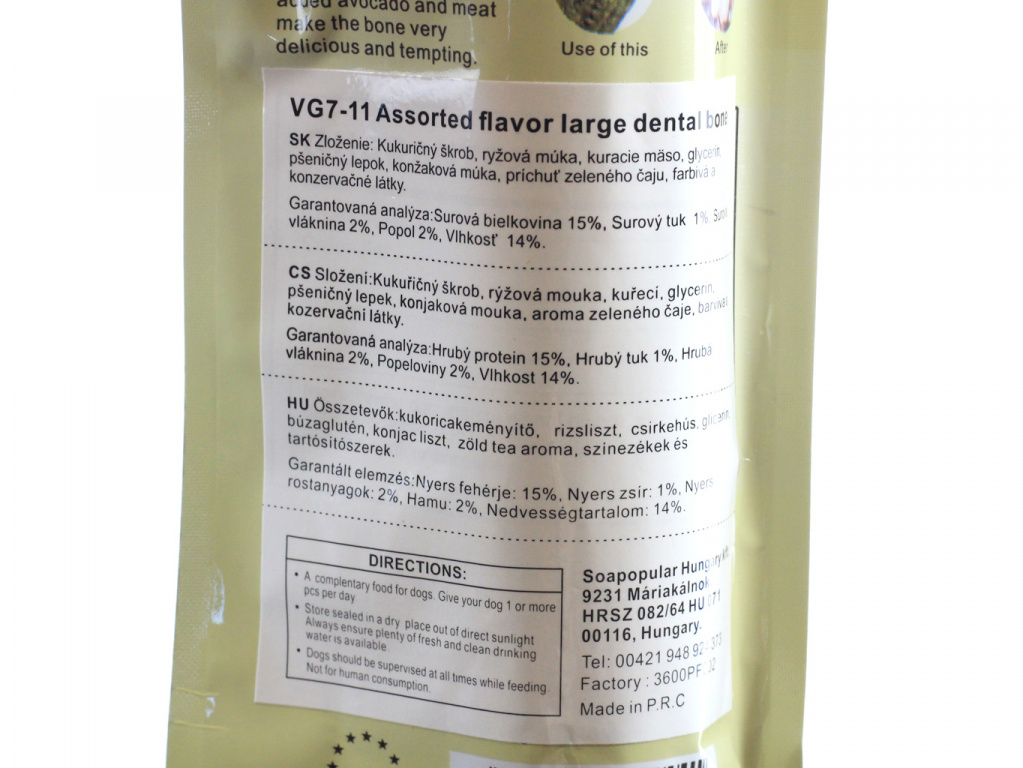 added avocado and meat
make the bone very
delicious and tempting.
Use of this
After
VG7-11 Assorted flavor large dental bone
SK Zloženie: Kukuričný škrob, ryžová múka, kuracie mäso, glycerín,
pšeničný lepok, konžaková múka, príchuť zeleného čaju, farbivá a
konzervačné látky.
Garantovaná analýza:Surová bielkovina 15%, Surový tuk 1%,
vláknina 2%, Popol 2%, Vlhkosť 14%.
CS Složení:Kukuřičný škrob, rýžová mouka, kuřecí, glycerin,
pšeničný lepek, konjaková mouka, aroma zeleného čaje,
kozervační látky.
Garantovaná analýza:Hrubý protein 15%, Hrubý tuk 1%, Hruba
vláknina 2%, Popeloviny 2%, Vlhkost 14%.
HU Összetevők:kukoricakeményítő, rizsliszt, csirkehús,
búzaglutén, konjac liszt, zöld tea aroma, színezékek és
tartósítószerek.
Garantált elemzés:Nyers fehérje: 15%, Nyers zsír: 1%, Nyers
rostanyagok: 2%, Hamu: 2%, Nedvességtartalom: 14%.
DIRECTIONS:
• A complentary food for dogs. Give your dog 1 or more
pcs per day
• Store sealed in a dry place out of direct sunlight
Always ensure plenty of fresh and clean drinking
water is available
• Dogs should be supervised at all times while feeding.
Not for human consumption.
Soapopular Hungary
9231 Máriakálnok
HRSZ 082/64 HU
00116, Hungary.
Tel: 00421 948
Factory : 3600PF
Made in P.R.C